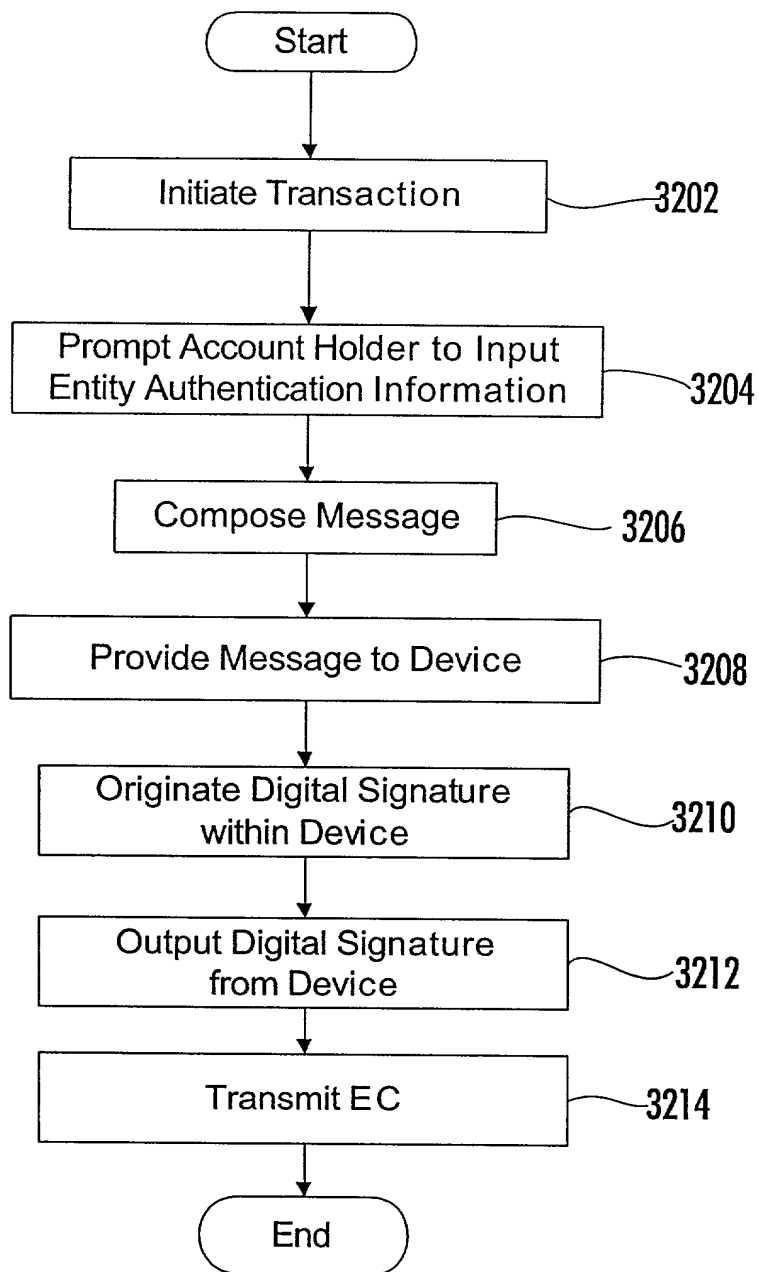 Start
Initiate Transaction
3202
Prompt Account Holder to Input
Entity Authentication Information
3204
Compose Message
3206
Provide Message to Device
3208
Originate Digital Signature
within Device
3210
Output Digital Signature
from Device
3212
Transmit EC
3214
End